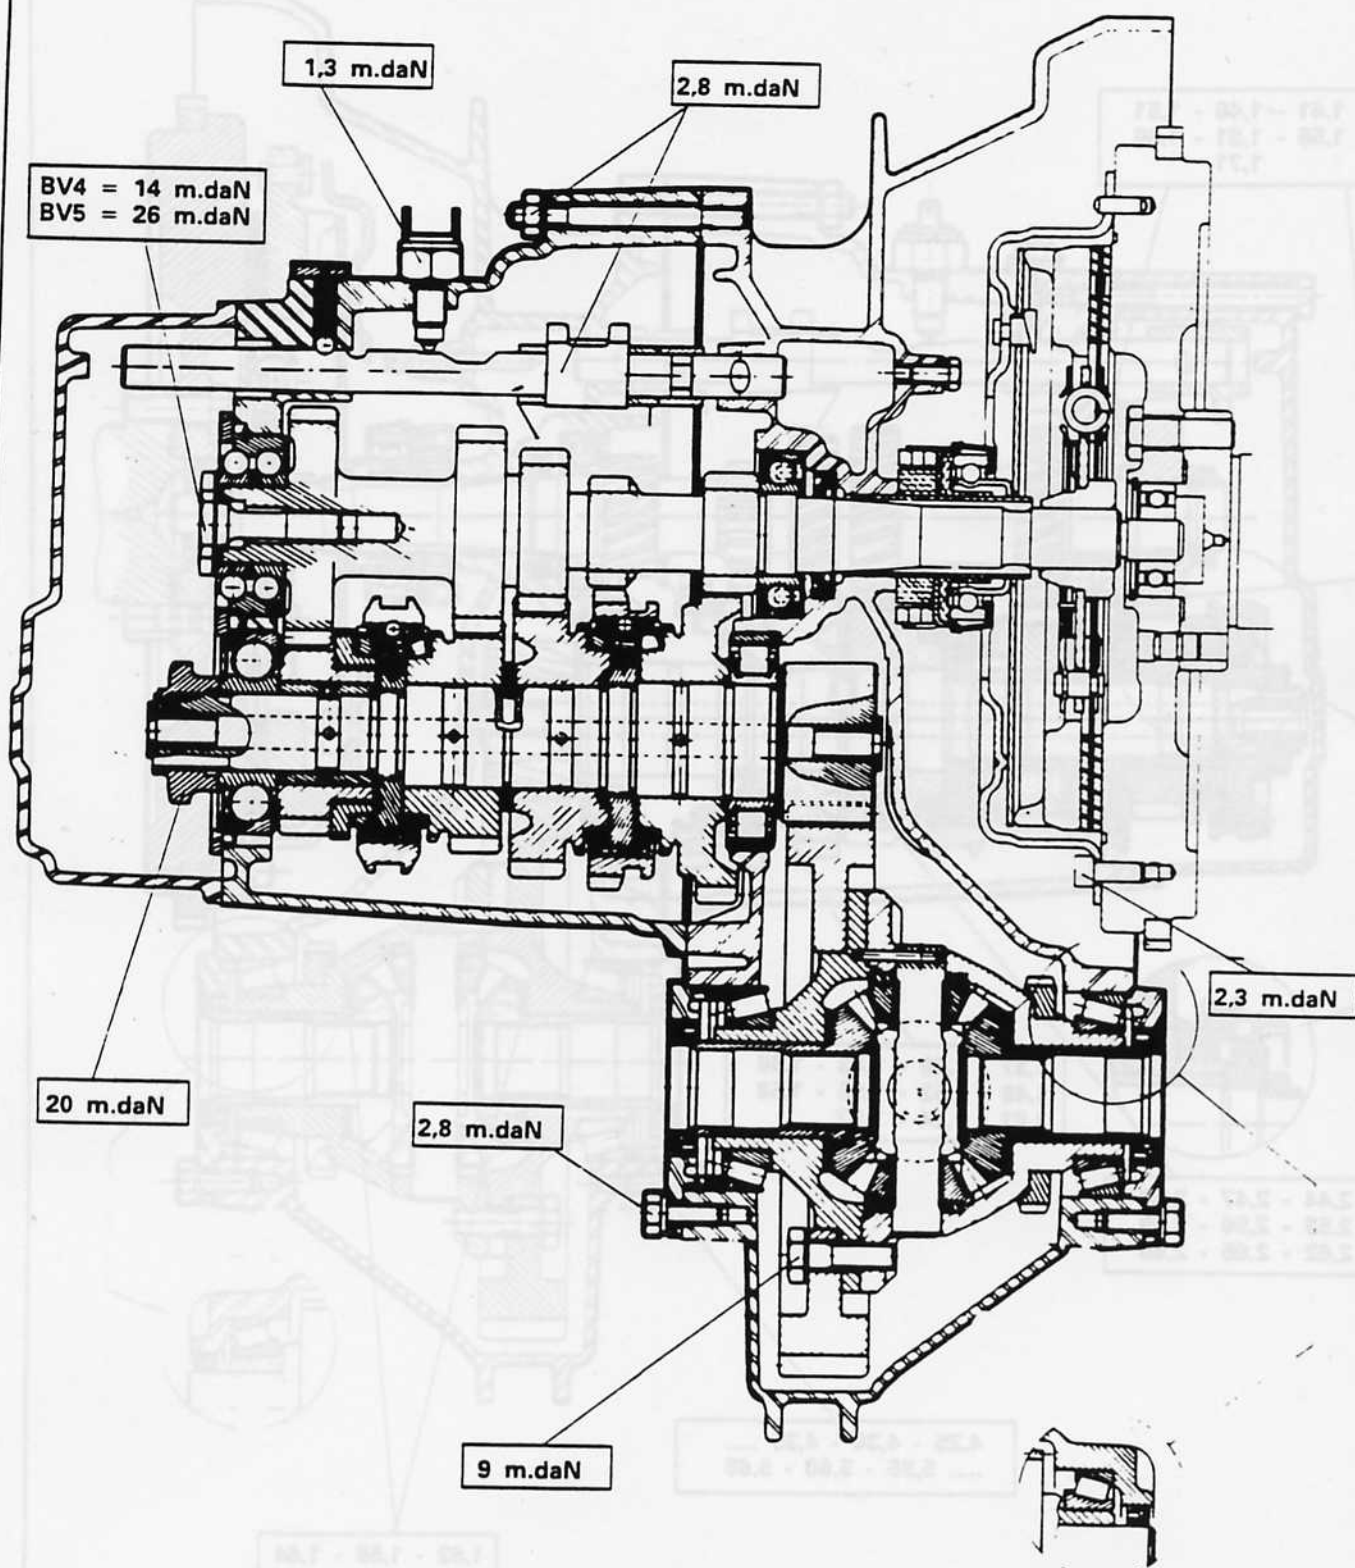 1,3 m.daN
2,8 m.daN
BV4 = 14 m.daN
BV5 = 26 m.daN
2,3 m.daN
20 m.daN
2,8 m.daN
9 m.daN